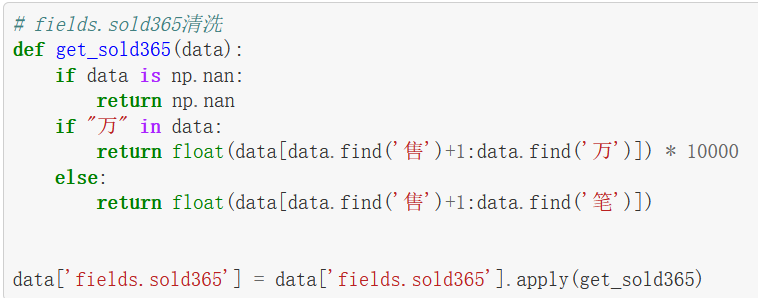 # fields.sold365清洗
def get_sold365(data):
    if data is np.nan:
        return np.nan
    if "万" in data:
        return float(data[data.find('售')+1:data.find('万')]) * 10000
    else:
        return float(data[data.find('售')+1:data.find('笔')])
data['fields.sold365'] = data['fields.sold365'].apply(get_sold365)